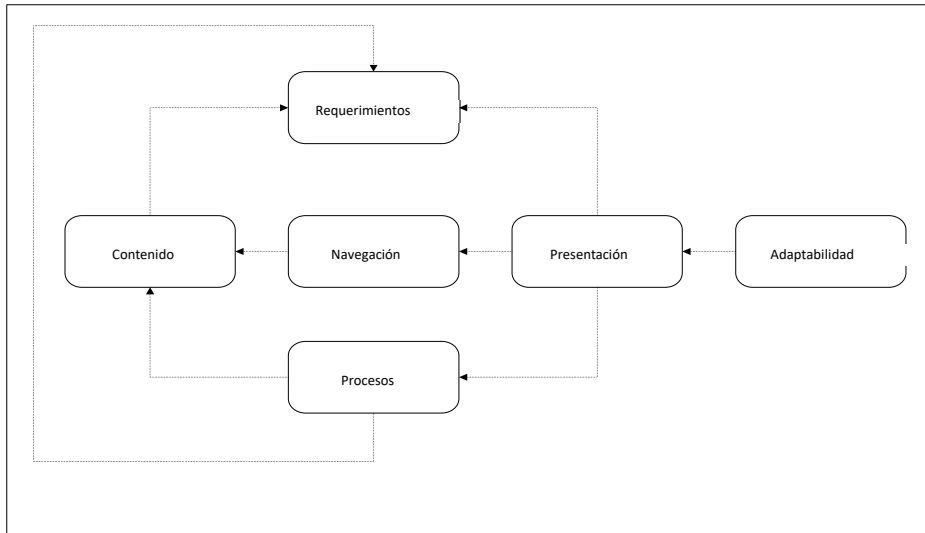 Requerimientos
Contenido
Navegación
Presentación
Adaptabilidad
Procesos